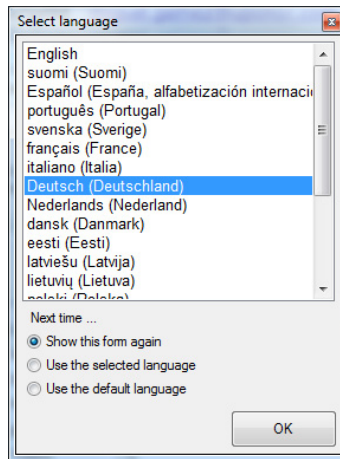 Select language
English
suomi (Suomi)
Español (España, alfabetización internaci
português (Portugal)
svenska (Sverige)
français (France)
italiano (Italia)
Deutsch (Deutschland)
Nederlands (Nederland)
dansk (Danmark)
eesti (Eesti)
latviešu (Latvija)
lietuvių (Lietuva)
polski (Polska)
Next time ...
Show this form again
Use the selected language
Use the default language
OK